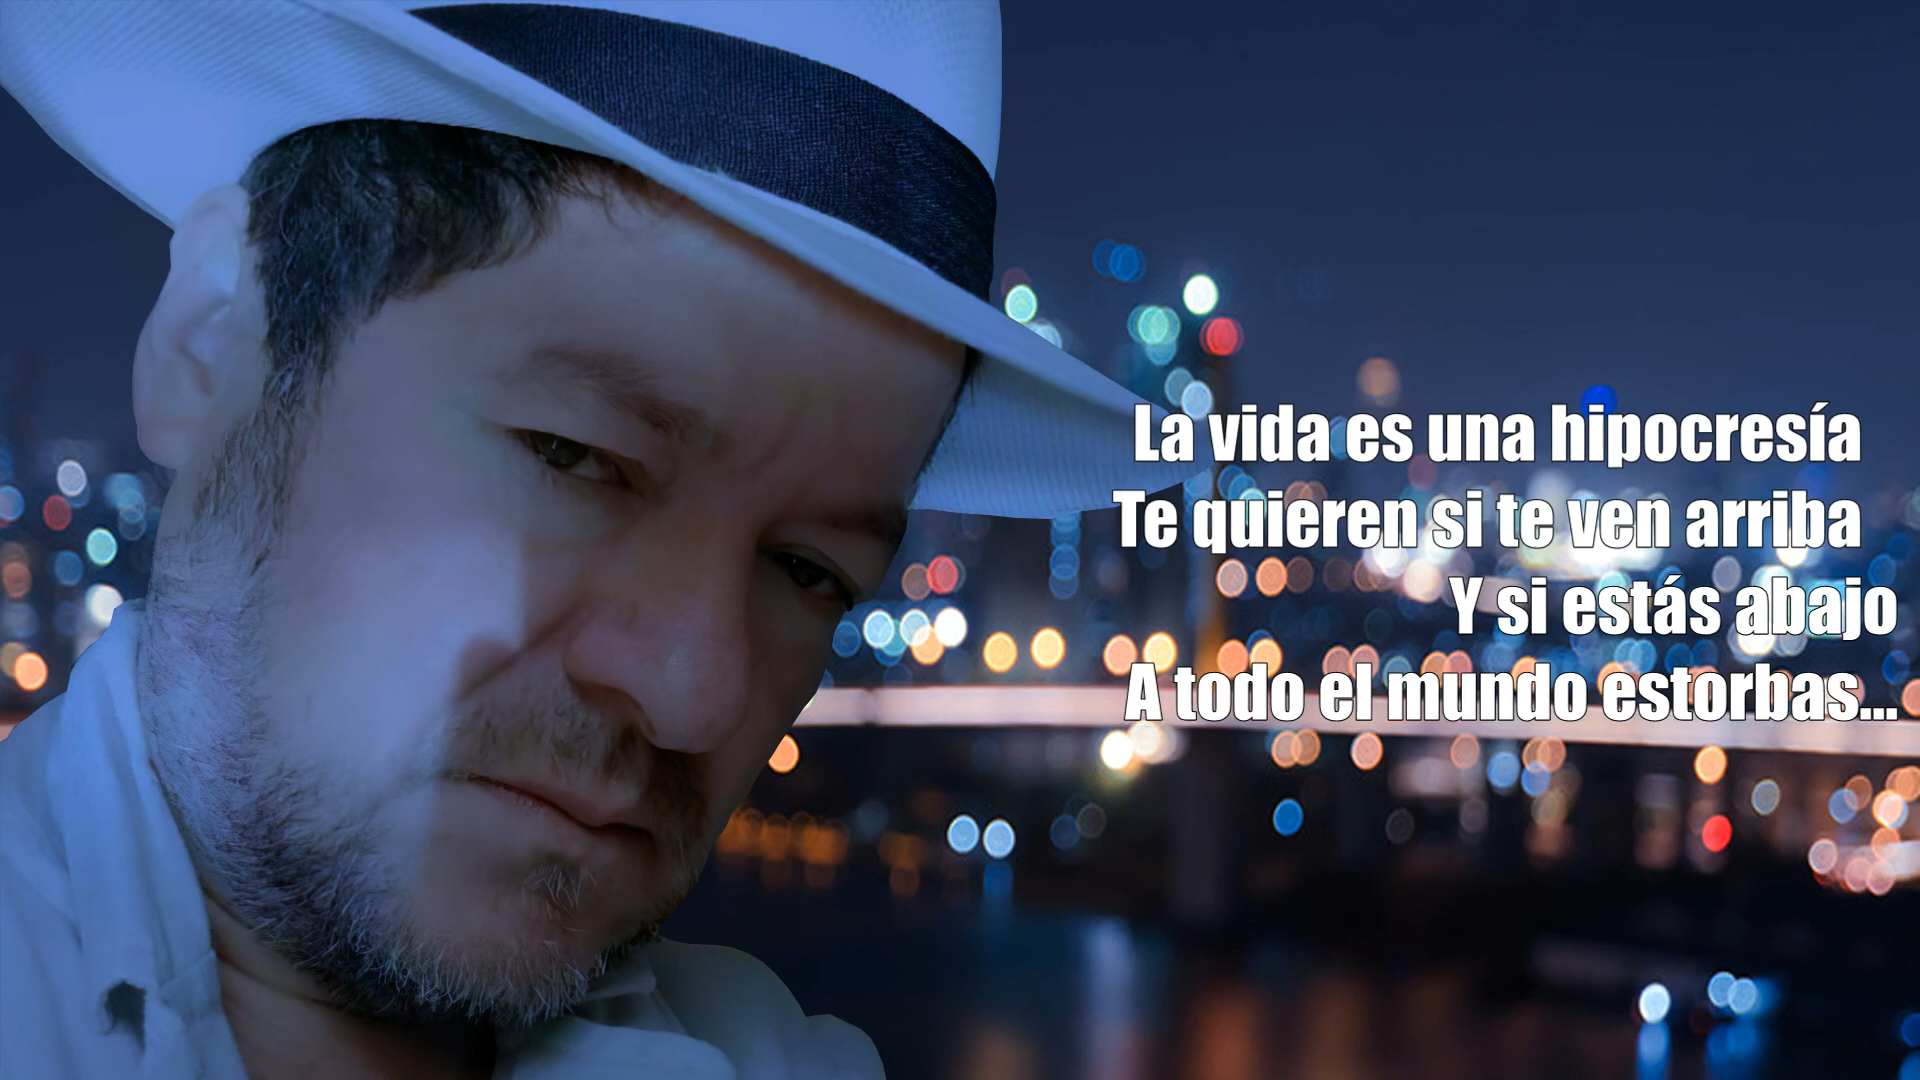 La vida es una hipocresía
Te quieren si te ven arriba
Y si estás abajo
A todo el mundo estorbas...